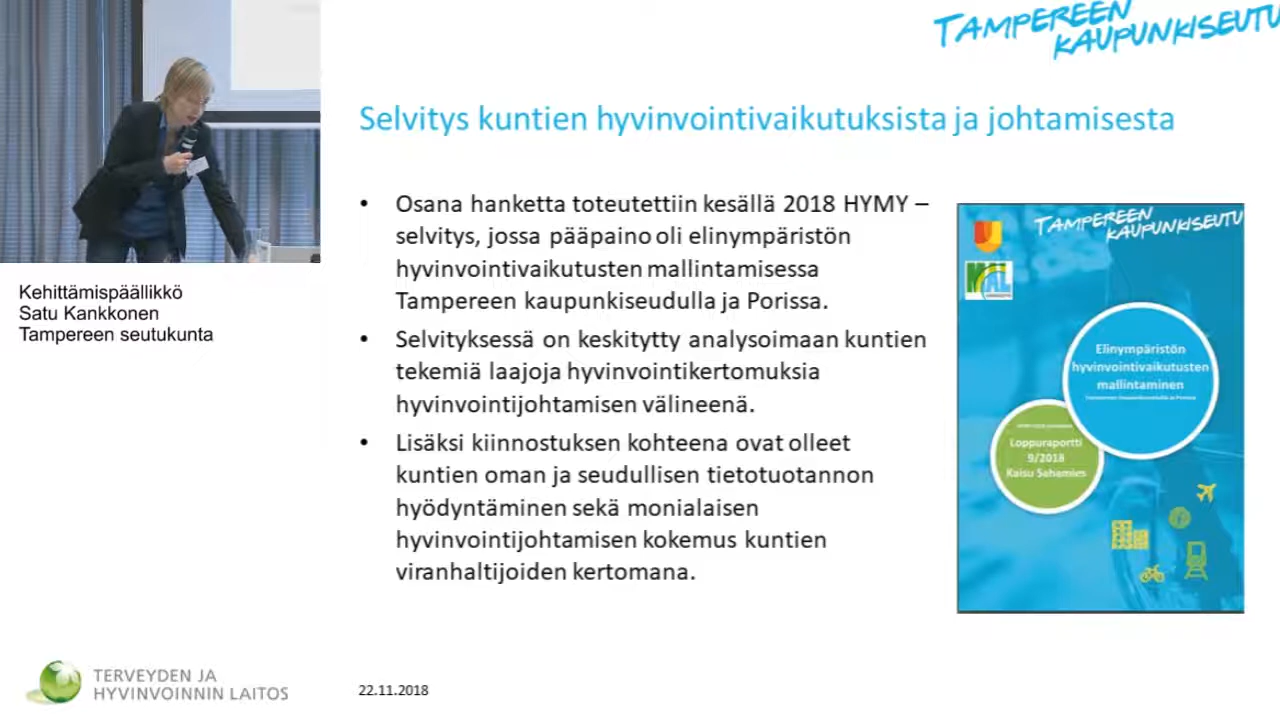 TAMPEREEN
KAUPUNKISEUTU
Kehittämispäällikkö
Satu Kankkonen
Tampereen seutukunta
Selvitys kuntien hyvinvointivaikutuksista ja johtamisesta
• Osana hanketta toteutettiin kesällä 2018 HYMY –
selvitys, jossa pääpaino oli elinympäristön
hyvinvointivaikutusten mallintamisessa
Tampereen kaupunkiseudulla ja Porissa.
• Selvityksessä on keskitytty analysoimaan kuntien
tekemiä laajoja hyvinvointikertomuksia
hyvinvointijohtamisen välineenä.
• Lisäksi kiinnostuksen kohteena ovat olleet
kuntien oman ja seudullisen tietotuotannon
hyödyntäminen sekä monialaisen
hyvinvointijohtamisen kokemus kuntien
viranhaltijoiden kertomana.
TAMPEREEN
KAUPUNKISEUTU
Elinympäristön
hyvinvointivaikutusten
mallintaminen
Tampereen kaupunkiseudulla ja Porissa
Loppuraportti
9/2018
Kaisu Sahamies
TERVEYDEN JA
HYVINVOINNIN LAITOS
22.11.2018